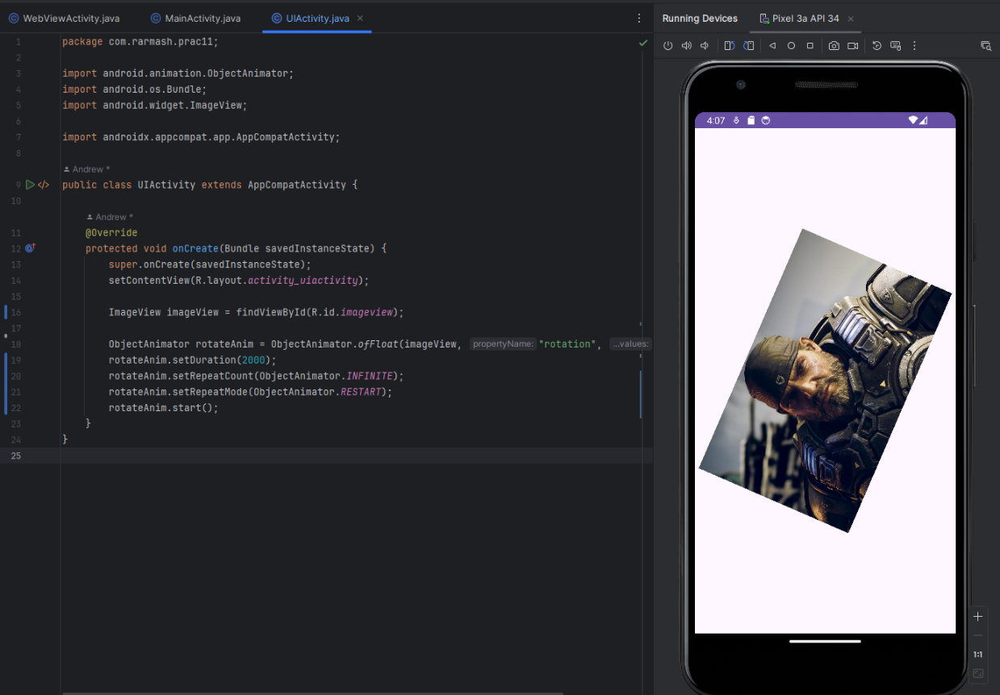 WebViewActivity.java
MainActivity.java
UIActivity.java
Running Devices
Pixel 3a API 34
1 package com.rarmash.prac11;
2
3 import android.animation.ObjectAnimator;
4 import android.os.Bundle;
5 import android.widget.ImageView;
6
7 import androidx.appcompat.app.AppCompatActivity;
8
Andrew *
9 public class UIActivity extends AppCompatActivity {
10
Andrew *
11 @Override
12 protected void onCreate(Bundle savedInstanceState) {
13 super.onCreate(savedInstanceState);
14 setContentView(R.layout.activity_uiactivity);
15
16 ImageView imageView = findViewById(R.id.imageview);
17
18 ObjectAnimator rotateAnim = ObjectAnimator.ofFloat(imageView, propertyName: "rotation", ...values:
19 rotateAnim.setDuration(2000);
20 rotateAnim.setRepeatCount(ObjectAnimator.INFINITE);
21 rotateAnim.setRepeatMode(ObjectAnimator.RESTART);
22 rotateAnim.start();
23 }
24 }
25
4:07
1:1